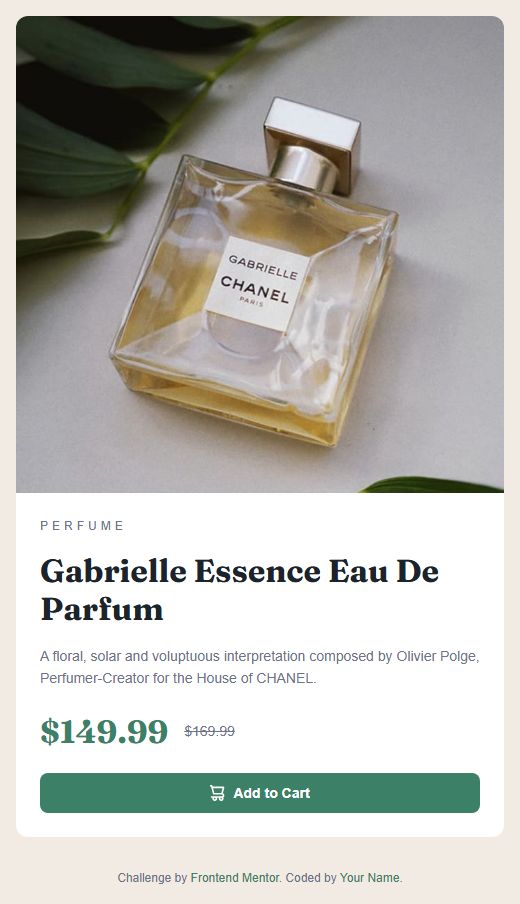 GABRIELLE
CHANEL
PARIS
PERFUME
Gabrielle Essence Eau De
Parfum
A floral, solar and voluptuous interpretation composed by Olivier Polge,
Perfumer-Creator for the House of CHANEL.
$149.99 $169.99
Add to Cart
Challenge by Frontend Mentor. Coded by Your Name.